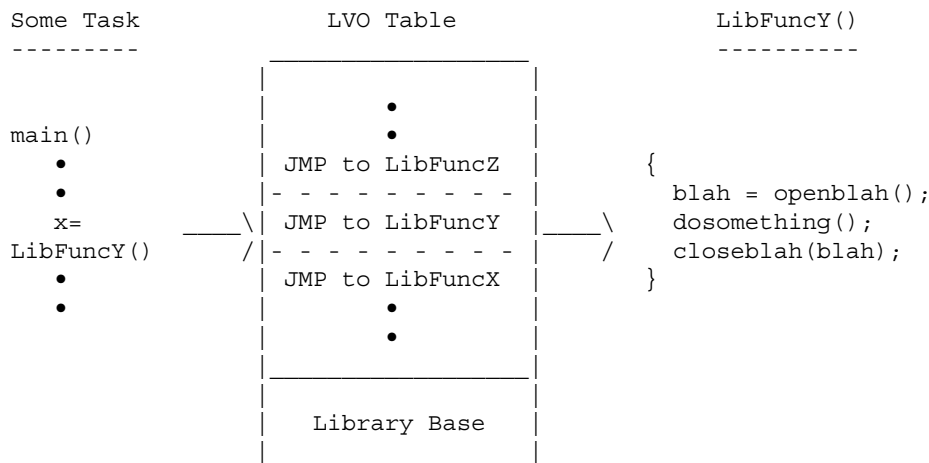 Some Task LVO Table LibFuncY()
--------- ----------
•
main() •
• JMP to LibFuncZ {
• - - - - - - - - - blah = openblah();
x= JMP to LibFuncY dosomething();
LibFuncY() - - - - - - - - - closeblah(blah);
• JMP to LibFuncX }
• •
•
Library Base